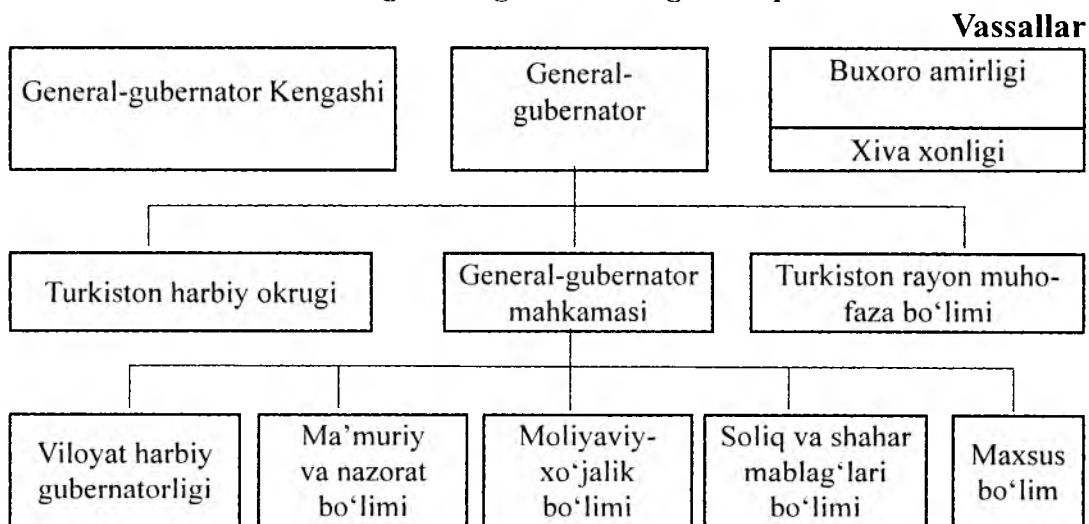 Vassallar
General-gubernator Kengashi
General-
gubernator
Buxoro amirligi
Xiva xonligi
Turkiston harbiy okrugi
General-gubernator
mahkamasi
Turkiston rayon muho-
faza bo‘limi
Viloyat harbiy
gubernatorligi
Ma’muriy
va nazorat
bo‘limi
Moliyaviy-
xo‘jalik
bo‘limi
Soliq va shahar
mablag‘lari
bo‘limi
Maxsus
bo‘lim